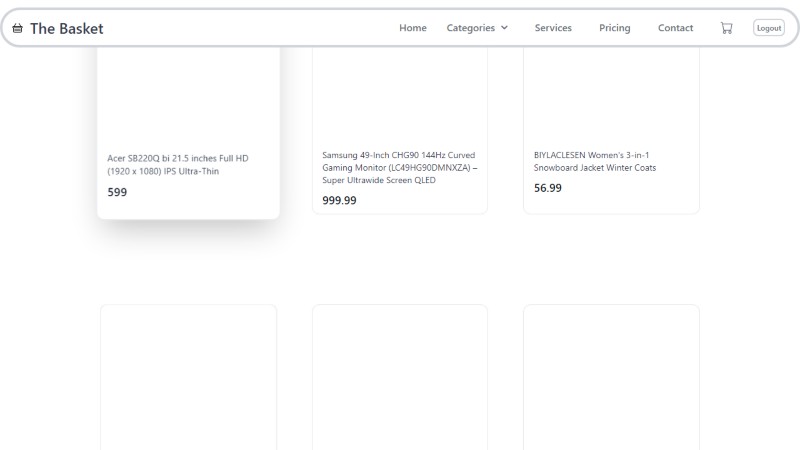 The Basket
Home
Categories
Services
Pricing
Contact
Logout
Acer SB220Q bi 21.5 inches Full HD
(1920 x 1080) IPS Ultra-Thin
599
Samsung 49-Inch CHG90 144Hz Curved
Gaming Monitor (LC49HG90DMNXZA) –
Super Ultrawide Screen QLED
999.99
BIYLACLESEN Women's 3-in-1
Snowboard Jacket Winter Coats
56.99